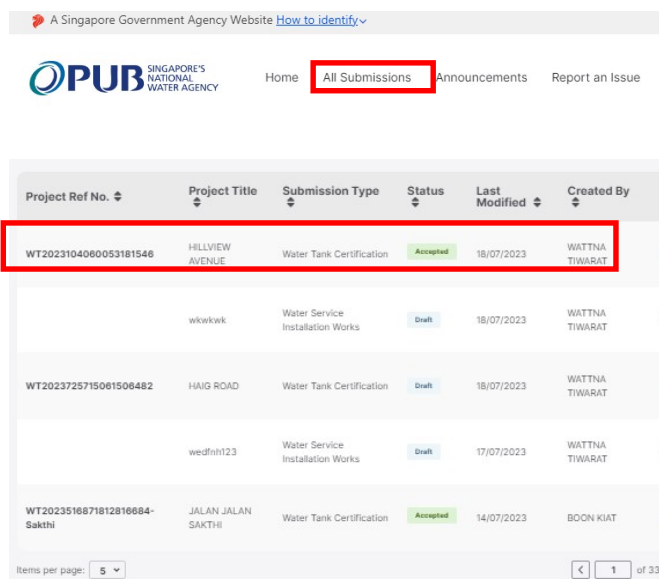 A Singapore Government Agency Website How to identify
PUB SINGAPORE'S
NATIONAL
WATER AGENCY
Home All Submissions Announcements Report an Issue
Project Ref No. Project Title Submission Type Status Last Modified Created By
WT2023104060053181546 HILLVIEW AVENUE Water Tank Certification Accepted 18/07/2023 WATTNA TIWARAT
wkwkwk Water Service Installation Works Draft 18/07/2023 WATTNA TIWARAT
WT2023725715061506482 HAIG ROAD Water Tank Certification Draft 18/07/2023 WATTNA TIWARAT
wedfnh123 Water Service Installation Works Draft 17/07/2023 WATTNA TIWARAT
WT2023516871812816684-Sakthi JALAN JALAN SAKTHI Water Tank Certification Accepted 14/07/2023 BOON KIAT
Items per page: 5 1 of 33